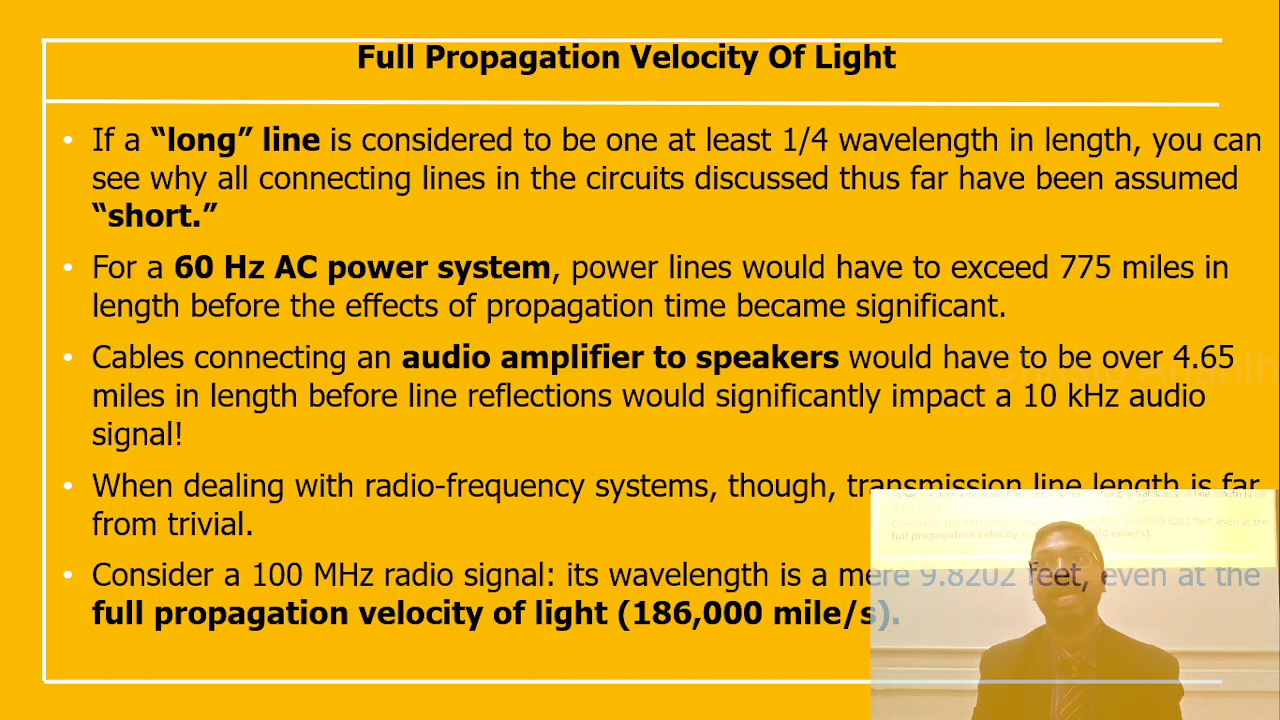 Full Propagation Velocity Of Light
• If a “long” line is considered to be one at least 1/4 wavelength in length, you can
see why all connecting lines in the circuits discussed thus far have been assumed
“short.”
• For a 60 Hz AC power system, power lines would have to exceed 775 miles in
length before the effects of propagation time became significant.
• Cables connecting an audio amplifier to speakers would have to be over 4.65
miles in length before line reflections would significantly impact a 10 kHz audio
signal!
• When dealing with radio-frequency systems, though, transmission line length is far
from trivial.
• Consider a 100 MHz radio signal: its wavelength is a mere 9.8202 feet, even at the
full propagation velocity of light (186,000 mile/s).